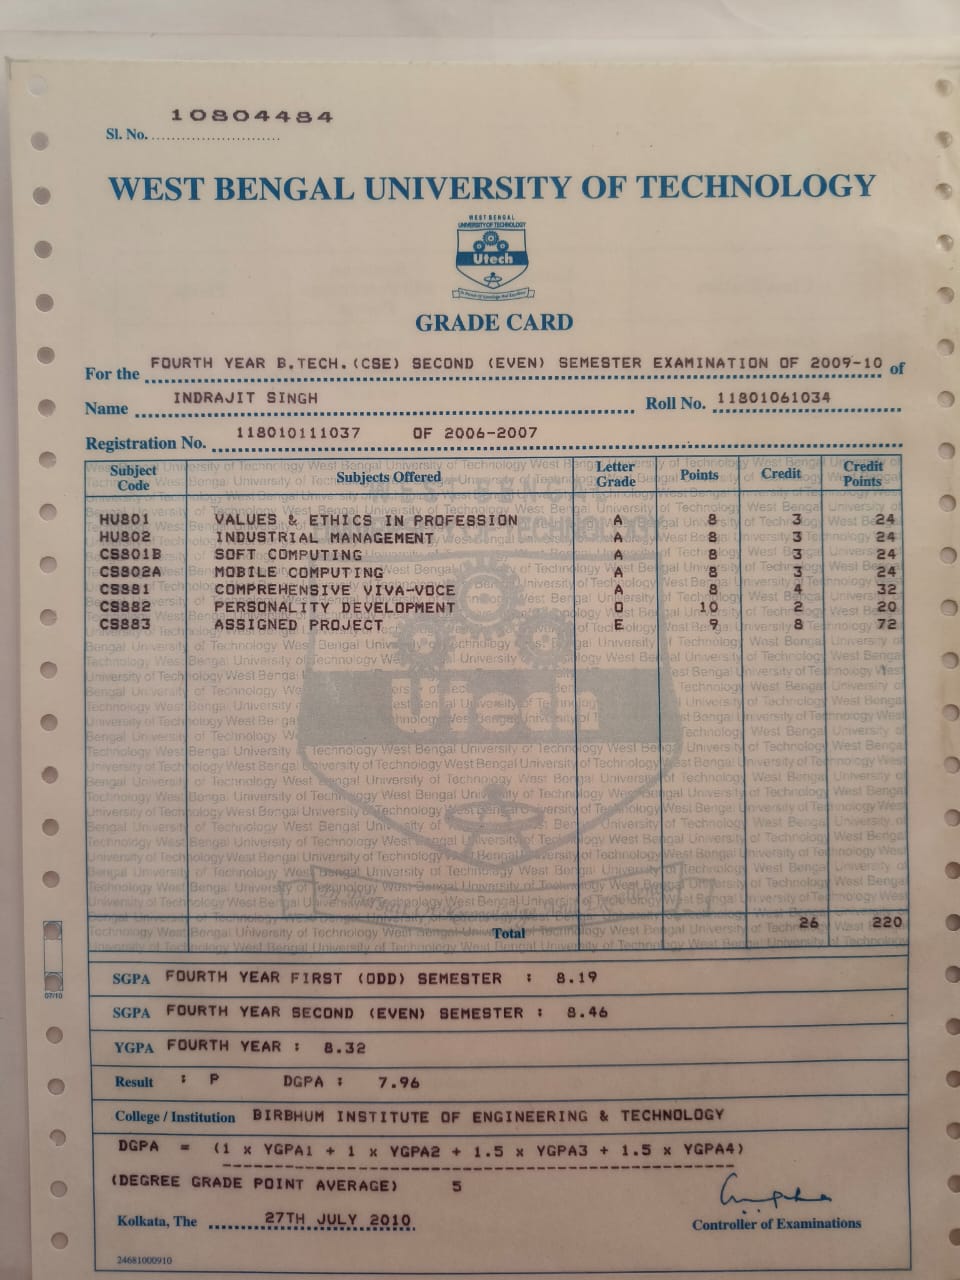 10804484
Sl. No. ..........................
WEST BENGAL UNIVERSITY OF TECHNOLOGY
WEST BENGAL
UNIVERSITY OF TECHNOLOGY
Utech
GRADE CARD
For the FOURTH YEAR B.TECH.(CSE) SECOND (EVEN) SEMESTER EXAMINATION OF 2009-10 of
Name INDRAJIT SINGH Roll No. 11801061034
Registration No. 118010111037 OF 2006-2007
Subject Code Subjects Offered Letter Grade Points Credit Credit Points
HU801 VALUES & ETHICS IN PROFESSION A 8 3 24
HU802 INDUSTRIAL MANAGEMENT A 8 3 24
CS801B SOFT COMPUTING A 8 3 24
CS802A MOBILE COMPUTING A 8 3 24
CS881 COMPREHENSIVE VIVA-VOCE A 8 4 32
CS882 PERSONALITY DEVELOPMENT O 10 2 20
CS883 ASSIGNED PROJECT E 9 8 72
Total 26 220
07/10
SGPA FOURTH YEAR FIRST (ODD) SEMESTER : 8.19
SGPA FOURTH YEAR SECOND (EVEN) SEMESTER : 8.46
YGPA FOURTH YEAR : 8.32
Result : P DGPA : 7.96
College / Institution BIRBHUM INSTITUTE OF ENGINEERING & TECHNOLOGY
DGPA = (1 x YGPA1 + 1 x YGPA2 + 1.5 x YGPA3 + 1.5 x YGPA4)
-------------------------------------------------
(DEGREE GRADE POINT AVERAGE) 5
Kolkata, The 27TH JULY 2010. Controller of Examinations
24681000910